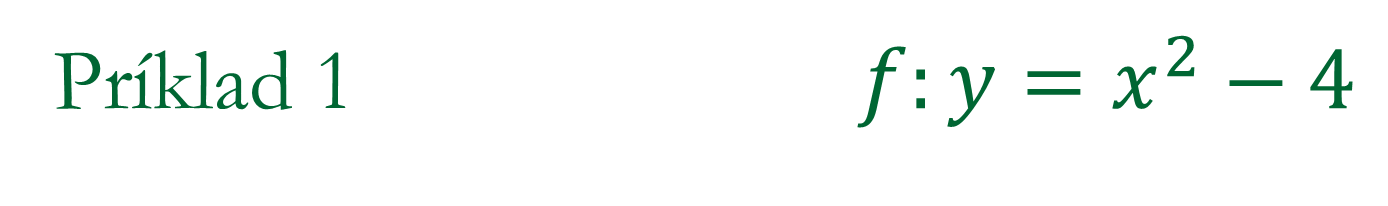 Príklad 1 f: y = x² − 4